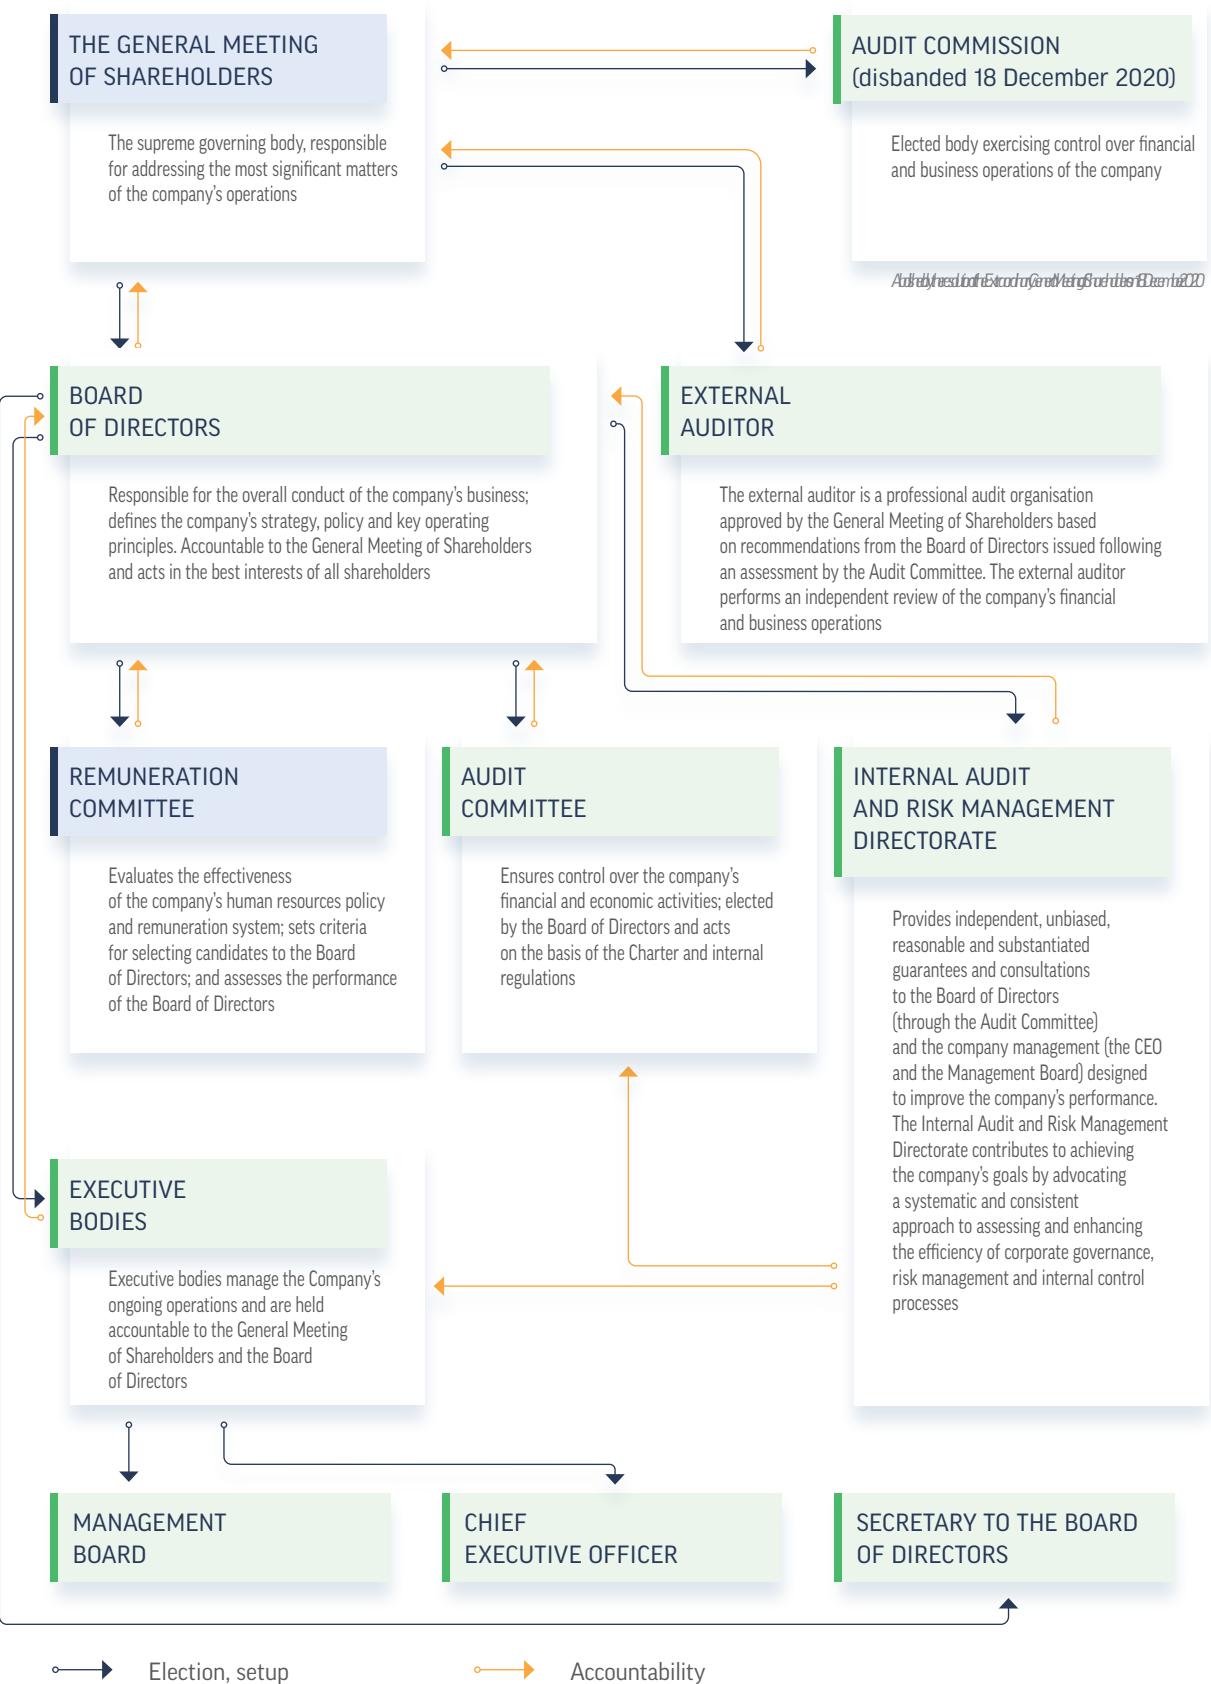 THE GENERAL MEETING
OF SHAREHOLDERS
The supreme governing body, responsible
for addressing the most significant matters
of the company's operations
AUDIT COMMISSION
(disbanded 18 December 2020)
Elected body exercising control over financial
and business operations of the company
BOARD
OF DIRECTORS
Responsible for the overall conduct of the company's business;
defines the company's strategy, policy and key operating
principles. Accountable to the General Meeting of Shareholders
and acts in the best interests of all shareholders
EXTERNAL
AUDITOR
The external auditor is a professional audit organisation
approved by the General Meeting of Shareholders based
on recommendations from the Board of Directors issued following
an assessment by the Audit Committee. The external auditor
performs an independent review of the company's financial
and business operations
REMUNERATION
COMMITTEE
Evaluates the effectiveness
of the company's human resources policy
and remuneration system; sets criteria
for selecting candidates to the Board
of Directors; and assesses the performance
of the Board of Directors
AUDIT
COMMITTEE
Ensures control over the company's
financial and economic activities; elected
by the Board of Directors and acts
on the basis of the Charter and internal
regulations
INTERNAL AUDIT
AND RISK MANAGEMENT
DIRECTORATE
Provides independent, unbiased,
reasonable and substantiated
guarantees and consultations
to the Board of Directors
(through the Audit Committee)
and the company management (the CEO
and the Management Board) designed
to improve the company's performance.
The Internal Audit and Risk Management
Directorate contributes to achieving
the company's goals by advocating
a systematic and consistent
approach to assessing and enhancing
the efficiency of corporate governance,
risk management and internal control
processes
EXECUTIVE
BODIES
Executive bodies manage the Company's
ongoing operations and are held
accountable to the General Meeting
of Shareholders and the Board
of Directors
MANAGEMENT
BOARD
CHIEF
EXECUTIVE OFFICER
SECRETARY TO THE BOARD
OF DIRECTORS
Election, setup
Accountability